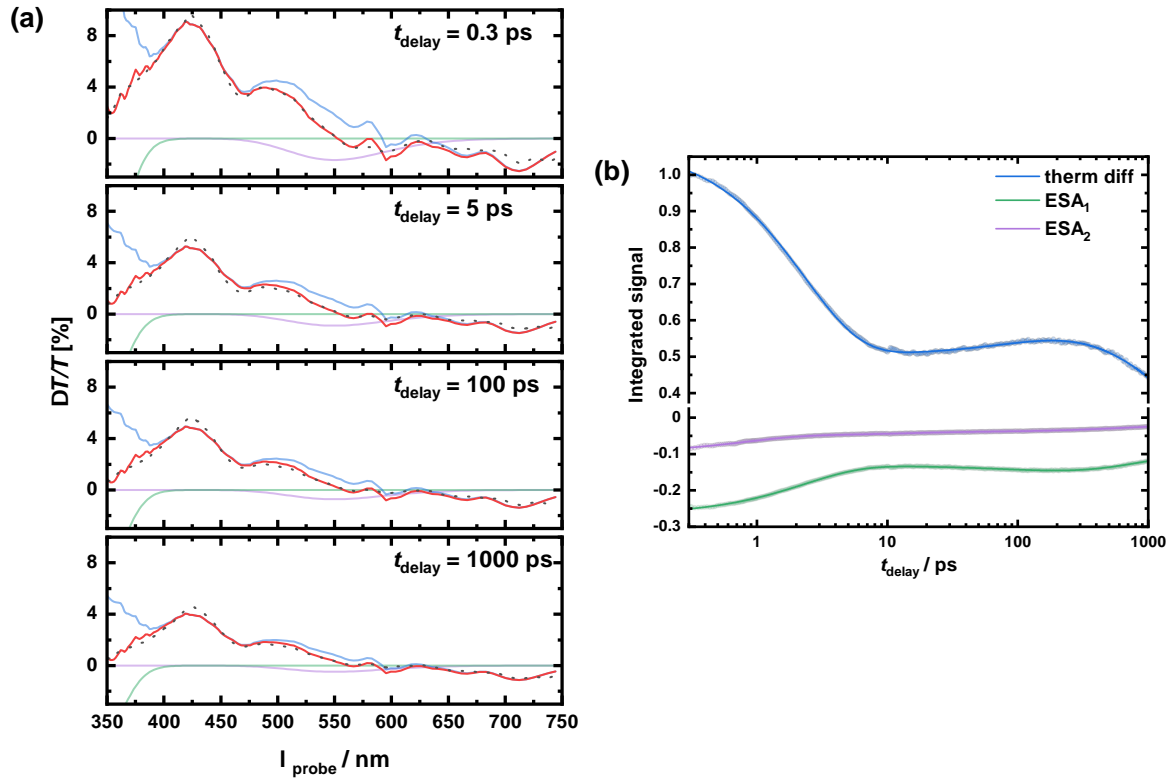 (a)
t_delay = 0.3 ps
8
4
0
t_delay = 5 ps
8
4
0
t_delay = 100 ps
8
4
0
t_delay = 1000 ps
8
4
0
DT/T [%]
350 400 450 500 550 600 650 700 750
l probe / nm
(b)
therm diff
ESA₁
ESA₂
1.0
0.9
0.8
0.7
0.6
0.5
0.4
0
-0.1
-0.2
-0.3
Integrated signal
1 10 100 1000
t_delay / ps